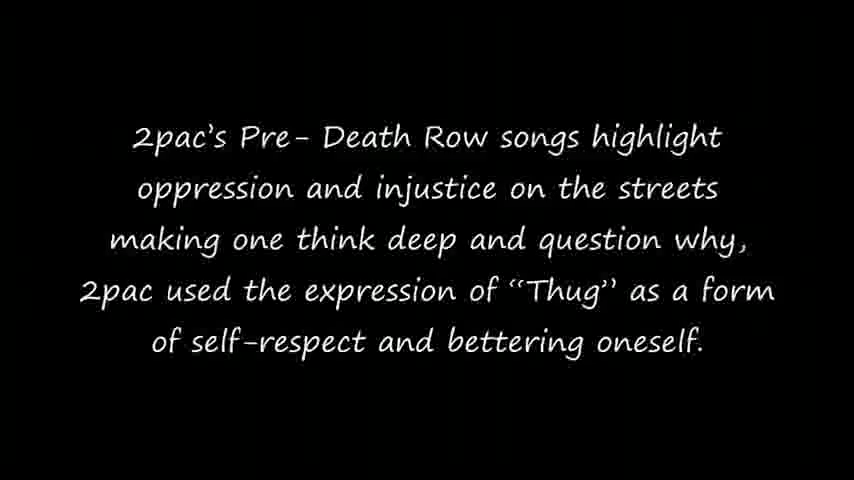 2pac's Pre- Death Row songs highlight
oppression and injustice on the streets
making one think deep and question why,
2pac used the expression of “Thug” as a form
of self-respect and bettering oneself.